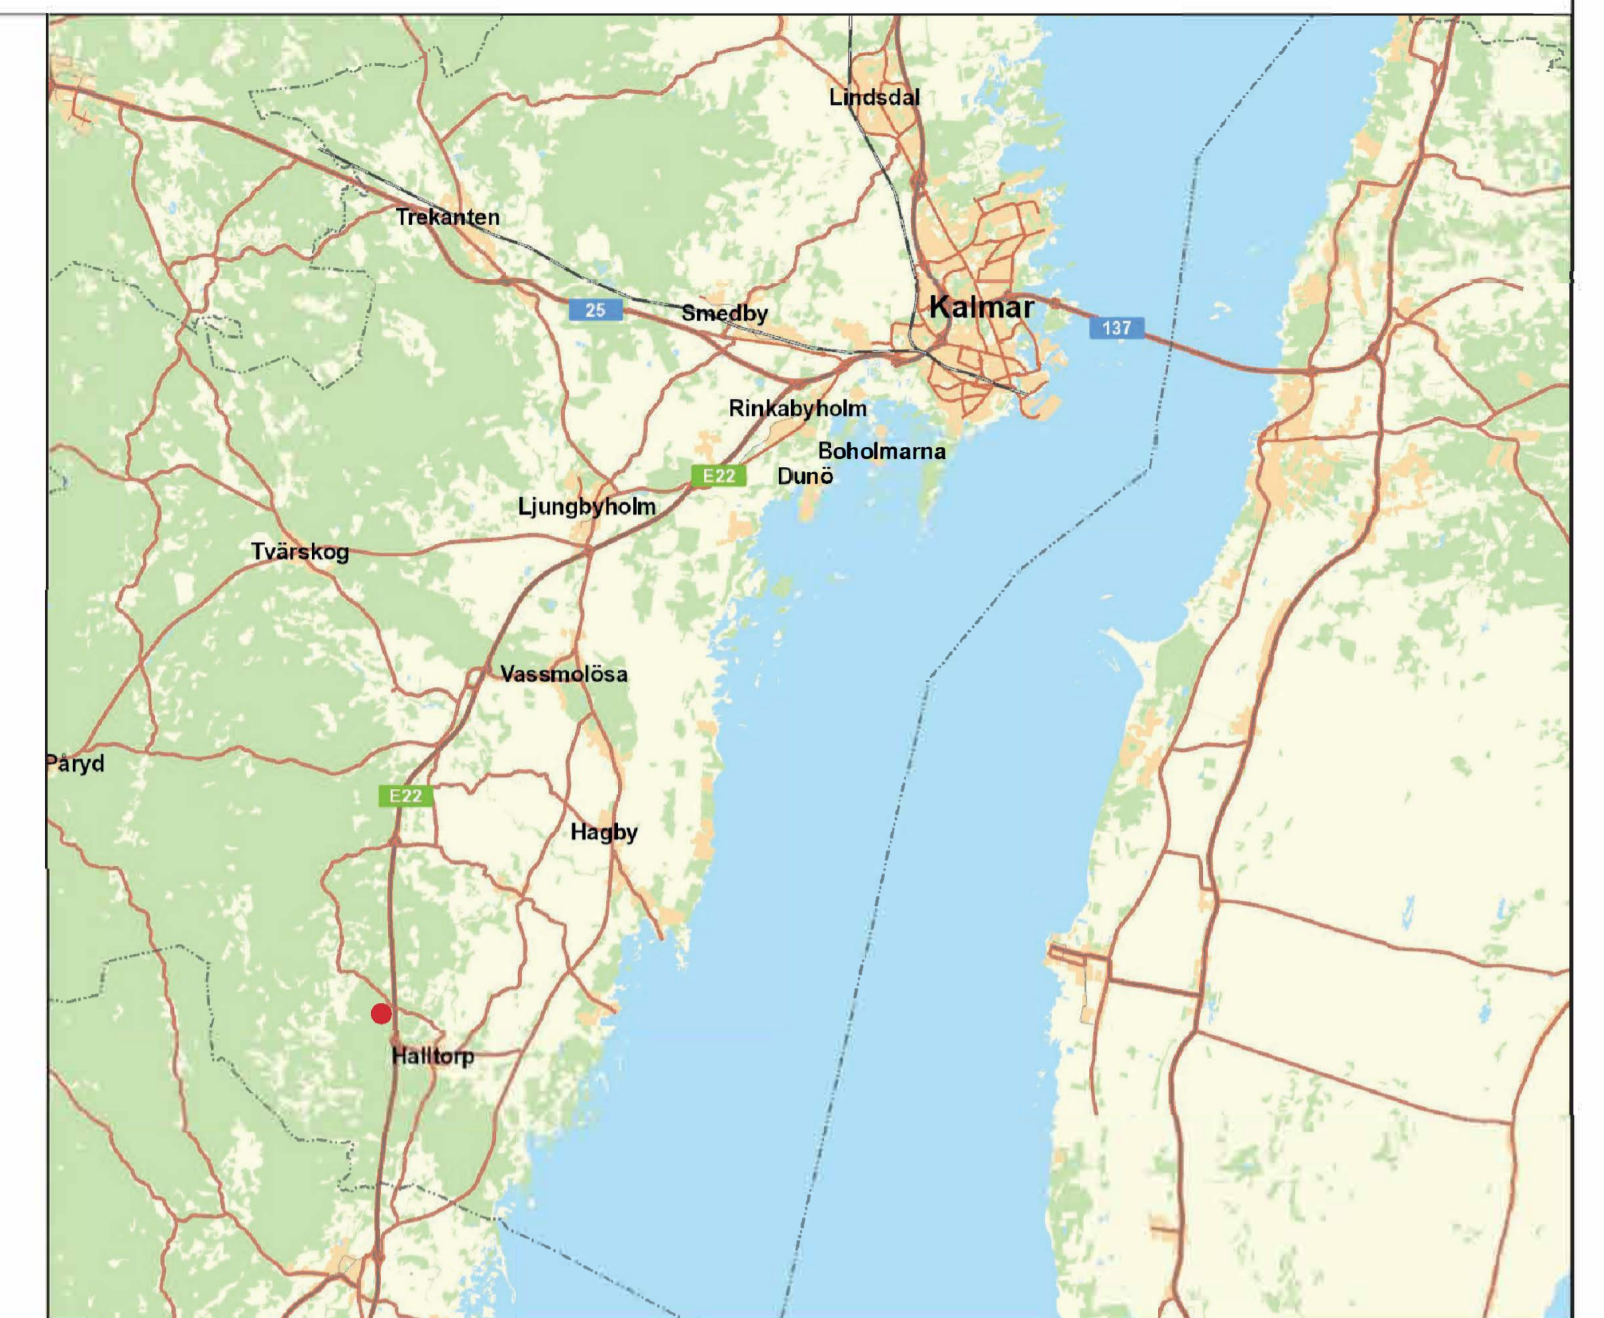 Lindsdal
Trekanten
25
Smedby
Kalmar
137
Rinkabyholm
Boholmarna
E22
Dunö
Ljungbyholm
Tvärskog
Vassmolösa
Påryd
E22
Hagby
Halltorp